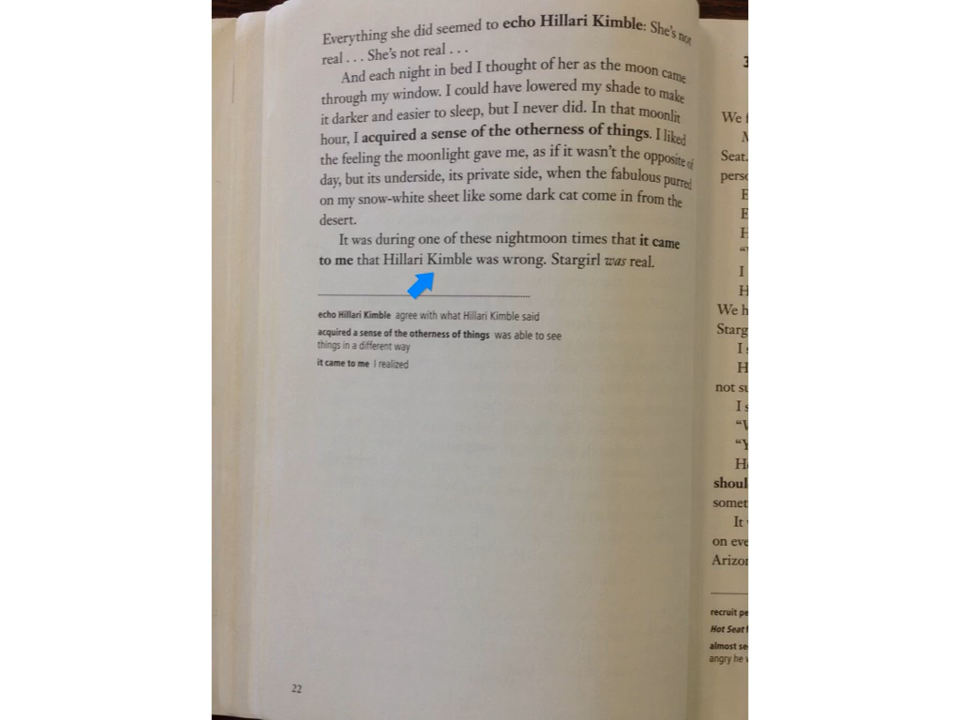 Everything she did seemed to echo Hillari Kimble: She's not
real . . . She's not real . . .
And each night in bed I thought of her as the moon came
through my window. I could have lowered my shade to make
it darker and easier to sleep, but I never did. In that moonlit
hour, I acquired a sense of the otherness of things. I liked
the feeling the moonlight gave me, as if it wasn't the opposite of
day, but its underside, its private side, when the fabulous purred
on my snow-white sheet like some dark cat come in from the
desert.
It was during one of these nightmoon times that it came
to me that Hillari Kimble was wrong. Stargirl was real.
echo Hillari Kimble agree with what Hillari Kimble said
acquired a sense of the otherness of things was able to see
things in a different way
it came to me I realized
22
3
We
Seat.
We h
Starg
I
H
not su
I s
"V
"Y
H
shoul
somet
It
on eve
Arizo
recruit pe
Hot Seat
almost se
angry he